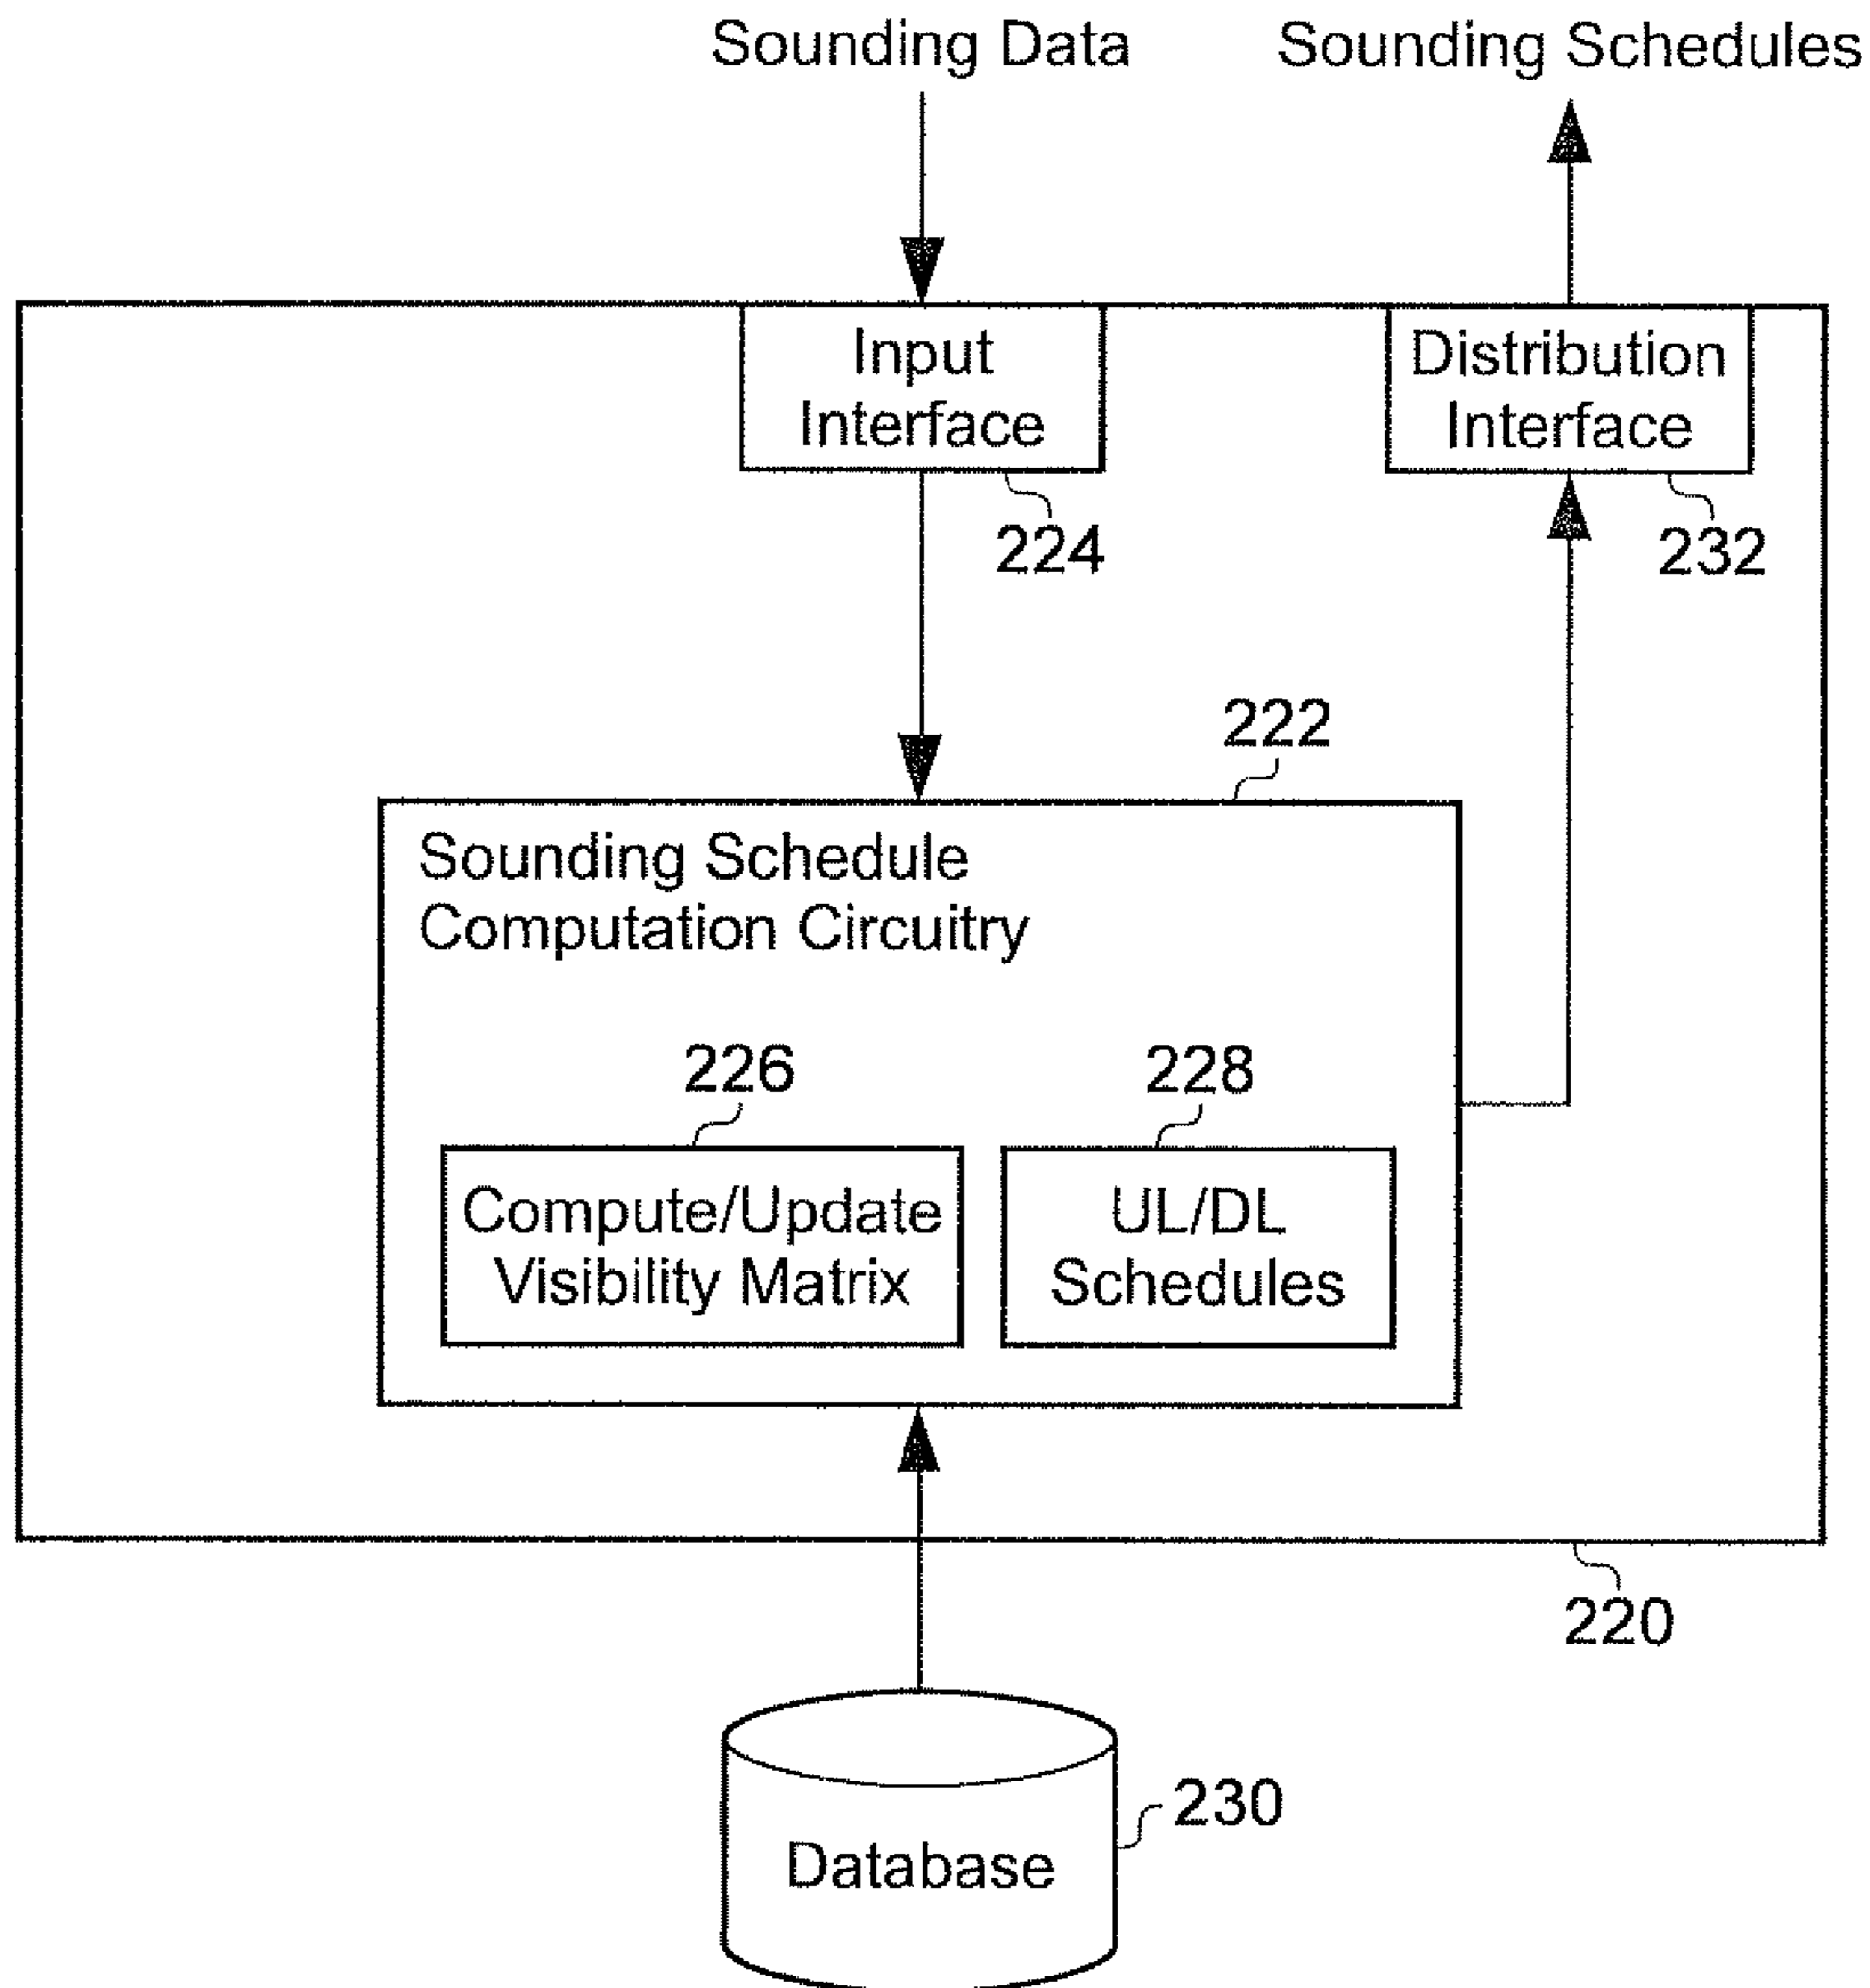 Sounding Data
Sounding Schedules
Input
Interface
Distribution
Interface
224
232
222
Sounding Schedule
Computation Circuitry
226
228
Compute/Update
Visibility Matrix
UL/DL
Schedules
220
230
Database